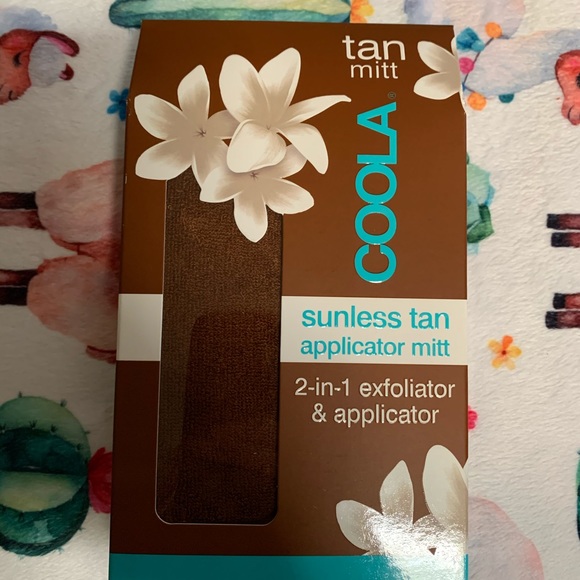 tan
mitt
COOLA®
sunless tan
applicator mitt
2-in-1 exfoliator
& applicator